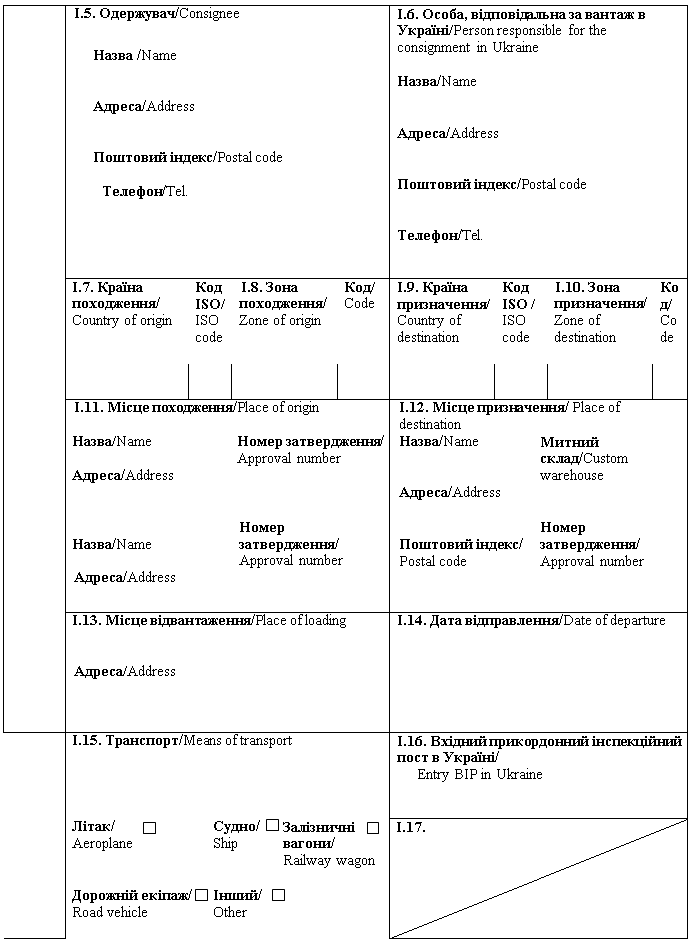 I.5. Одержувач/Consignee
Назва /Name
Адреса/Address
Поштовий індекс/Postal code
Телефон/Tel.
I.6. Особа, відповідальна за вантаж в
Україні/Person responsible for the
consignment in Ukraine
Назва/Name
Адреса/Address
Поштовий індекс/Postal code
Телефон/Tel.
I.7. Країна
походження/
Country of origin
Код
ISO/
ISO
code
I.8. Зона
походження/
Zone of origin
Код/
Code
I.9. Країна
призначення/
Country of
destination
Код
ISO /
ISO
code
I.10. Зона
призначення/
Zone of
destination
Ко
д/
Co
de
I.11. Місце походження/Place of origin
Назва/Name
Номер затвердження/
Approval number
Адреса/Address
Назва/Name
Номер
затвердження/
Approval number
Адреса/Address
I.12. Місце призначення/ Place of
destination
Назва/Name
Митний
склад/Custom
warehouse
Адреса/Address
Поштовий індекс/
Postal code
Номер
затвердження/
Approval number
I.13. Місце відвантаження/Place of loading
Адреса/Address
I.14. Дата відправлення/Date of departure
I.15. Транспорт/Means of transport
Літак/
Aeroplane
Судно/
Ship
Залізничні
вагони/
Railway wagon
Дорожній екіпаж/
Road vehicle
Інший/
Other
I.16. Вхідний прикордонний інспекційний
пост в Україні/
Entry BIP in Ukraine
I.17.